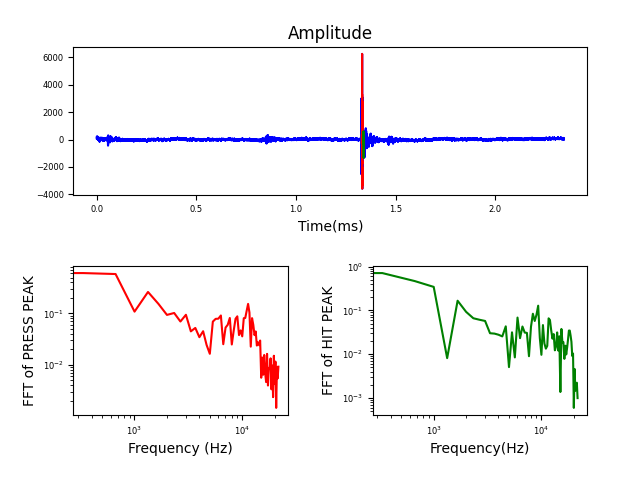 Amplitude
6000
4000
2000
0
−2000
−4000
0.0 0.5 1.0 1.5 2.0
Time(ms)
FFT of PRESS PEAK
10⁻¹
10⁻²
10³ 10⁴
Frequency (Hz)
FFT of HIT PEAK
10⁰
10⁻¹
10⁻²
10⁻³
10³ 10⁴
Frequency(Hz)